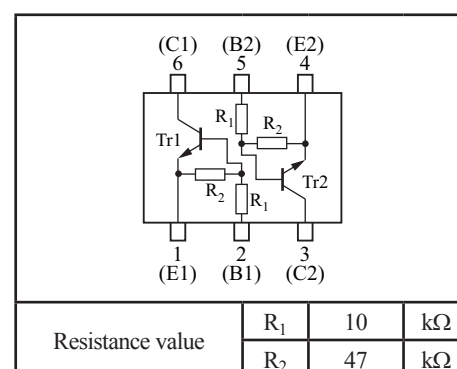 (C1) (B2) (E2)
6 5 4
R1
R2
Tr1
Tr2
R2
R1
1 2 3
(E1) (B1) (C2)
Resistance value
R1 10 kΩ
R2 47 kΩ